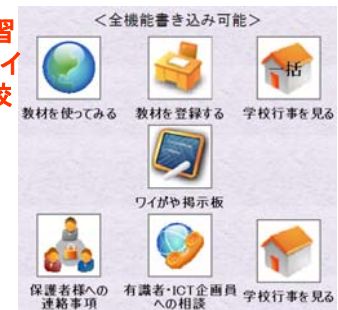 <全機能書き込み可能>
習
イ
校
一括
教材を使ってみる 教材を登録する 学校行事を見る
ワイがや掲示板
保護者様への
連絡事項
有識者・ICT企画員
への相談
学校行事を見る